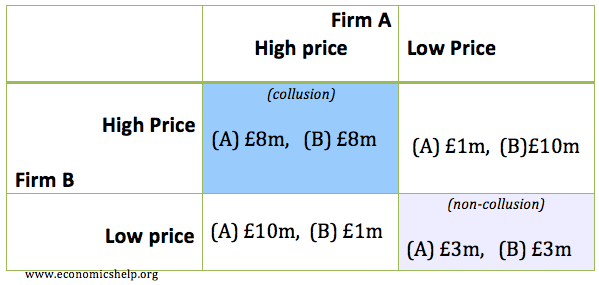 Firm A
High price Low Price
(collusion)
High Price
(A) £8m, (B) £8m
(A) £1m, (B)£10m
Firm B
(non-collusion)
Low price
(A) £10m, (B) £1m
(A) £3m, (B) £3m
www.economicshelp.org